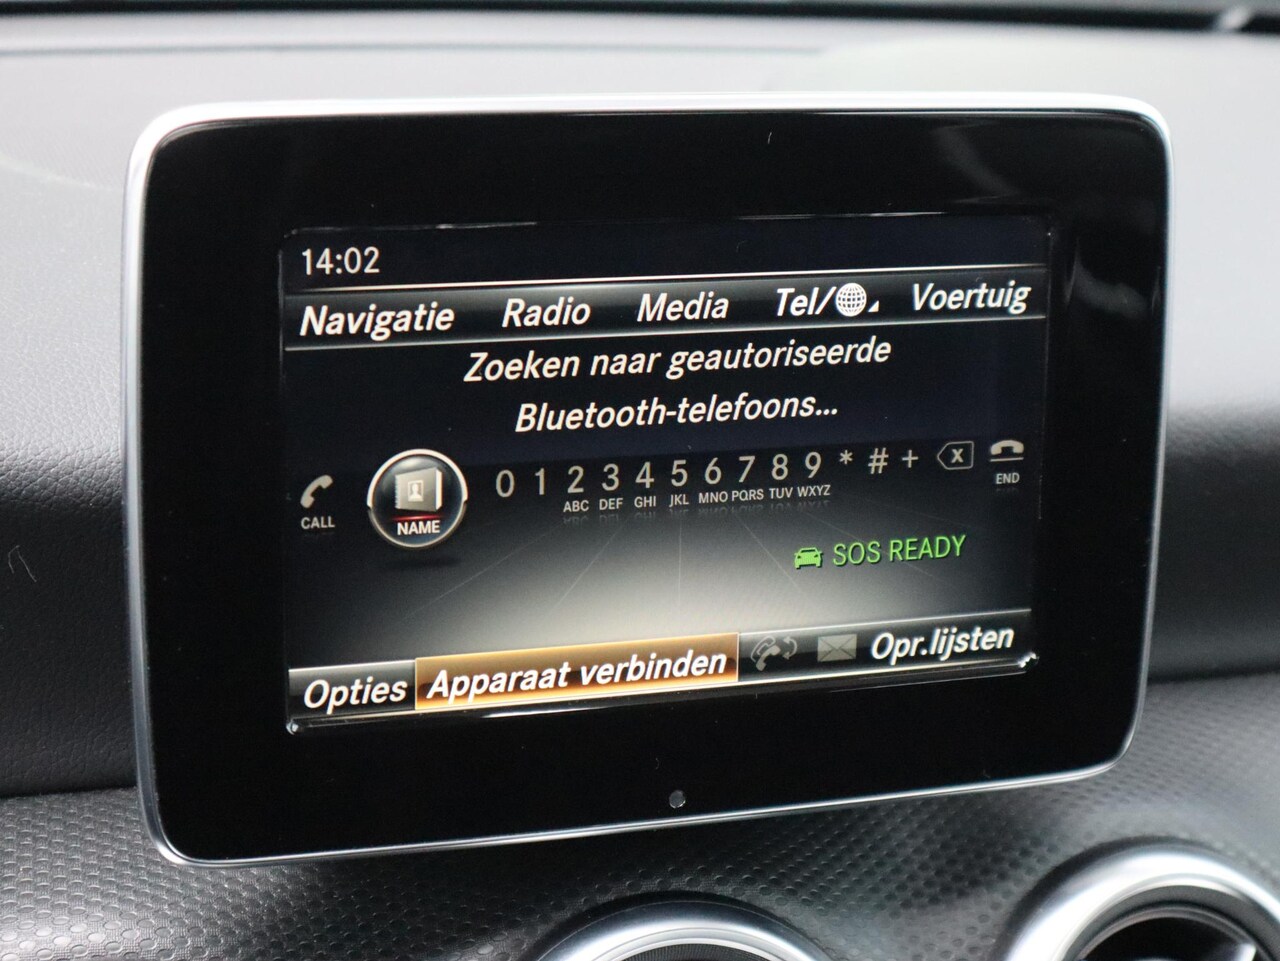 14:02
Navigatie Radio Media Tel/ Voertuig
Zoeken naar geautoriseerde
Bluetooth-telefoons...
CALL NAME 0 1 2 3 4 5 6 7 8 9 * # + X END
ABC DEF GHI JKL MNO PQRS TUV WXYZ
SOS READY
Opties Apparaat verbinden Opr.lijsten